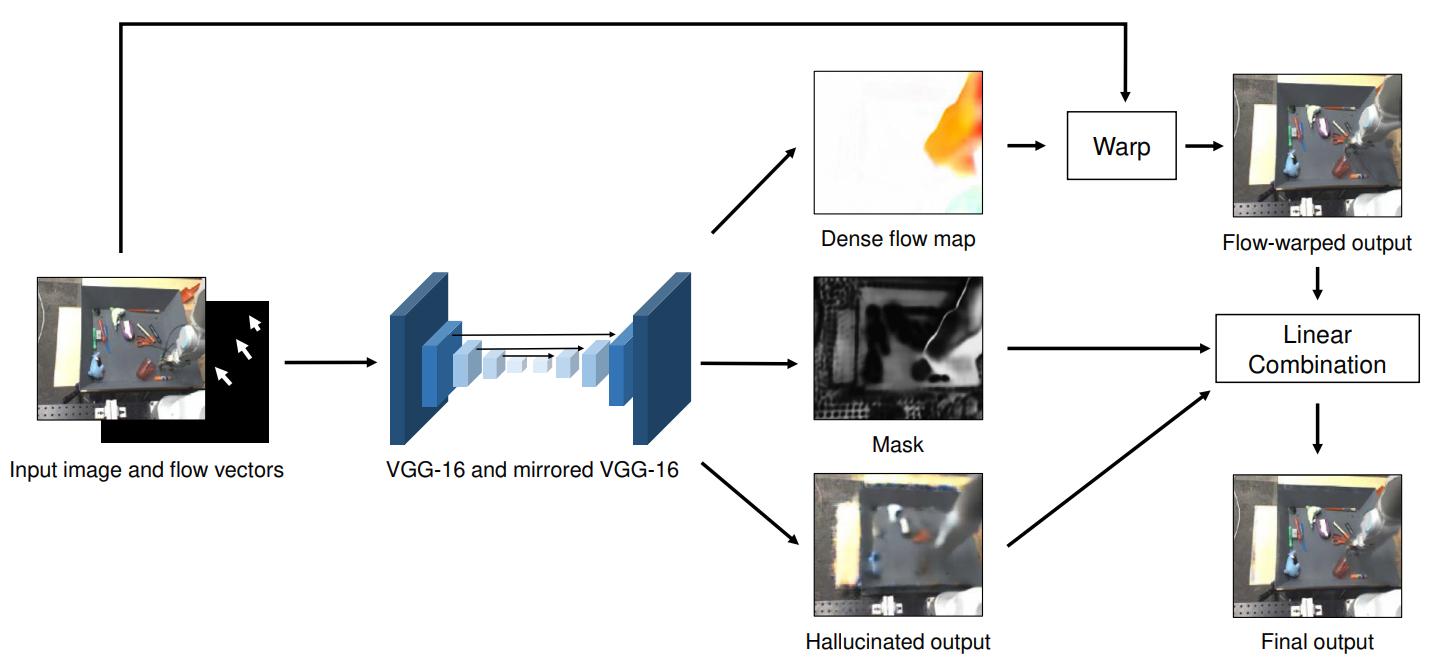 Warp
Dense flow map
Flow-warped output
Linear
Combination
Input image and flow vectors
VGG-16 and mirrored VGG-16
Mask
Hallucinated output
Final output